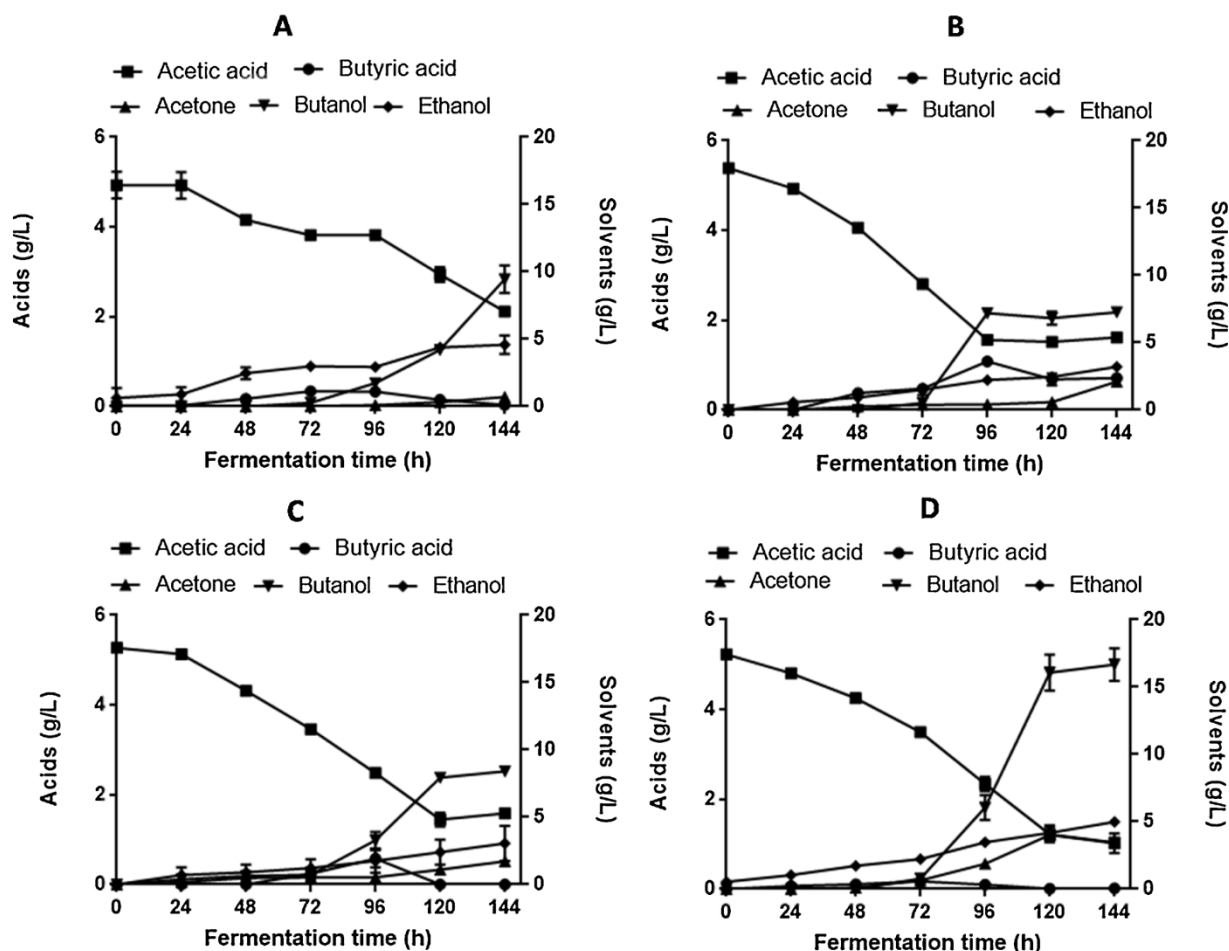 A
Acetic acid Butyric acid
Acetone Butanol Ethanol
6
4
2
0
Acids (g/L)
20
15
10
5
0
Solvents (g/L)
0 24 48 72 96 120 144
Fermentation time (h)
B
Acetic acid Butyric acid
Acetone Butanol Ethanol
6
4
2
0
Acids (g/L)
20
15
10
5
0
Solvents (g/L)
0 24 48 72 96 120 144
Fermentation time (h)
C
Acetic acid Butyric acid
Acetone Butanol Ethanol
6
4
2
0
Acids (g/L)
20
15
10
5
0
Solvents (g/L)
0 24 48 72 96 120 144
Fermentation time (h)
D
Acetic acid Butyric acid
Acetone Butanol Ethanol
6
4
2
0
Acids (g/L)
20
15
10
5
0
Solvents (g/L)
0 24 48 72 96 120 144
Fermentation time (h)